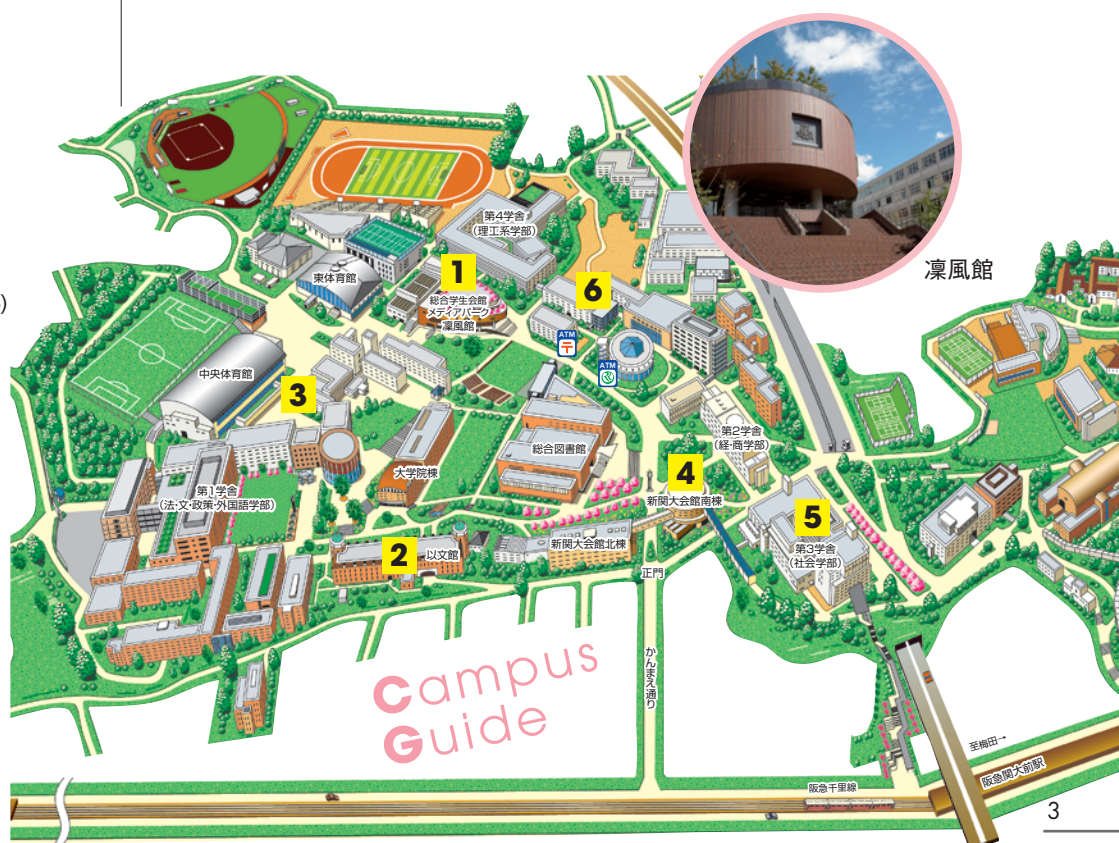 )
凜風館
第4学舎
(理工系学部)
1
東体育館
総合学生会館
メディアパーク
凜風館
6
ATM
〒
ATM
中央体育館
3
第2学舎
(経・商学部)
総合図書館
大学院棟
4
新関大会館南棟
第1学舎
(法・文・政策・外国語学部)
5
第3学舎
(社会学部)
2
以文館
新関大会館北棟
正門
かんまえ通り
Campus
Guide
至梅田→
阪急関大前駅
阪急千里線
3